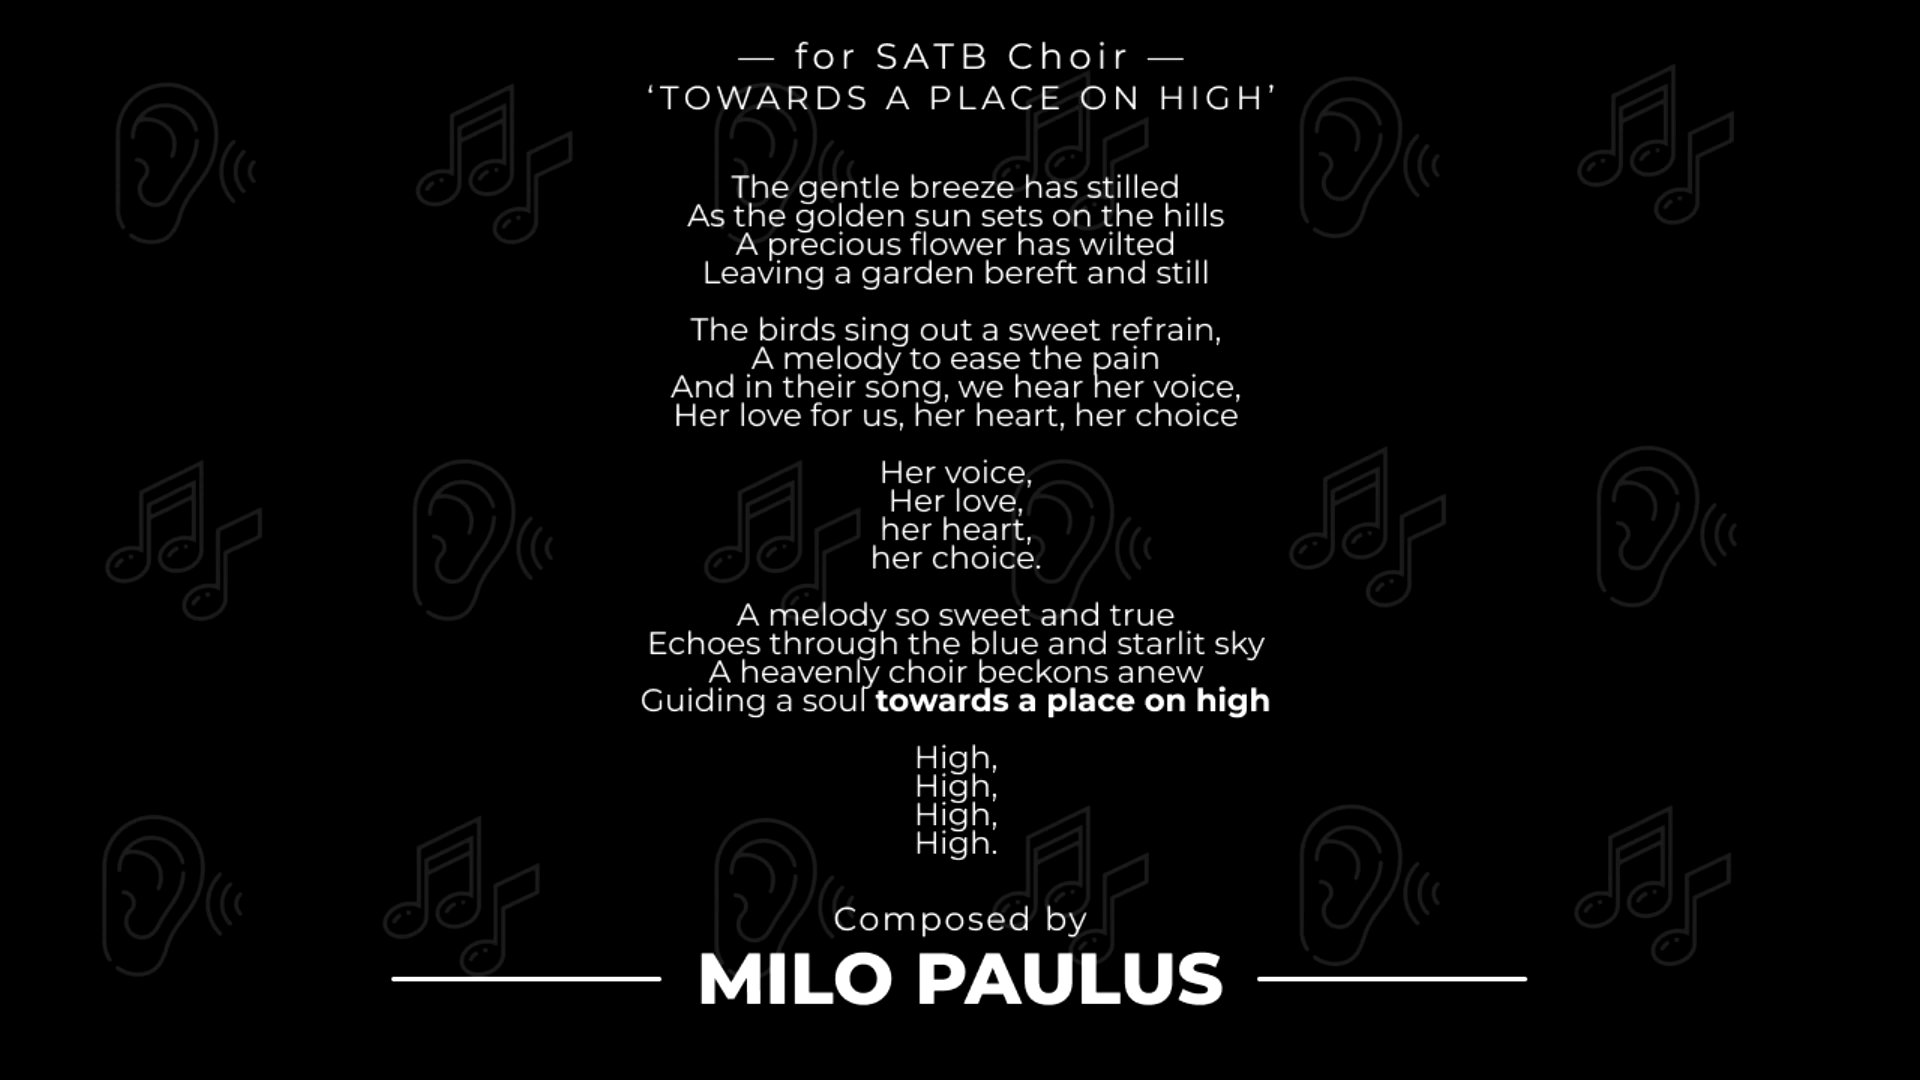 — for SATB Choir —
‘TOWARDS A PLACE ON HIGH’
The gentle breeze has stilled
As the golden sun sets on the hills
A precious flower has wilted
Leaving a garden bereft and still
The birds sing out a sweet refrain,
A melody to ease the pain
And in their song, we hear her voice,
Her love for us, her heart, her choice
Her voice,
Her love,
her heart,
her choice.
A melody so sweet and true
Echoes through the blue and starlit sky
A heavenly choir beckons anew
Guiding a soul towards a place on high
High,
High,
High,
High.
Composed by
MILO PAULUS